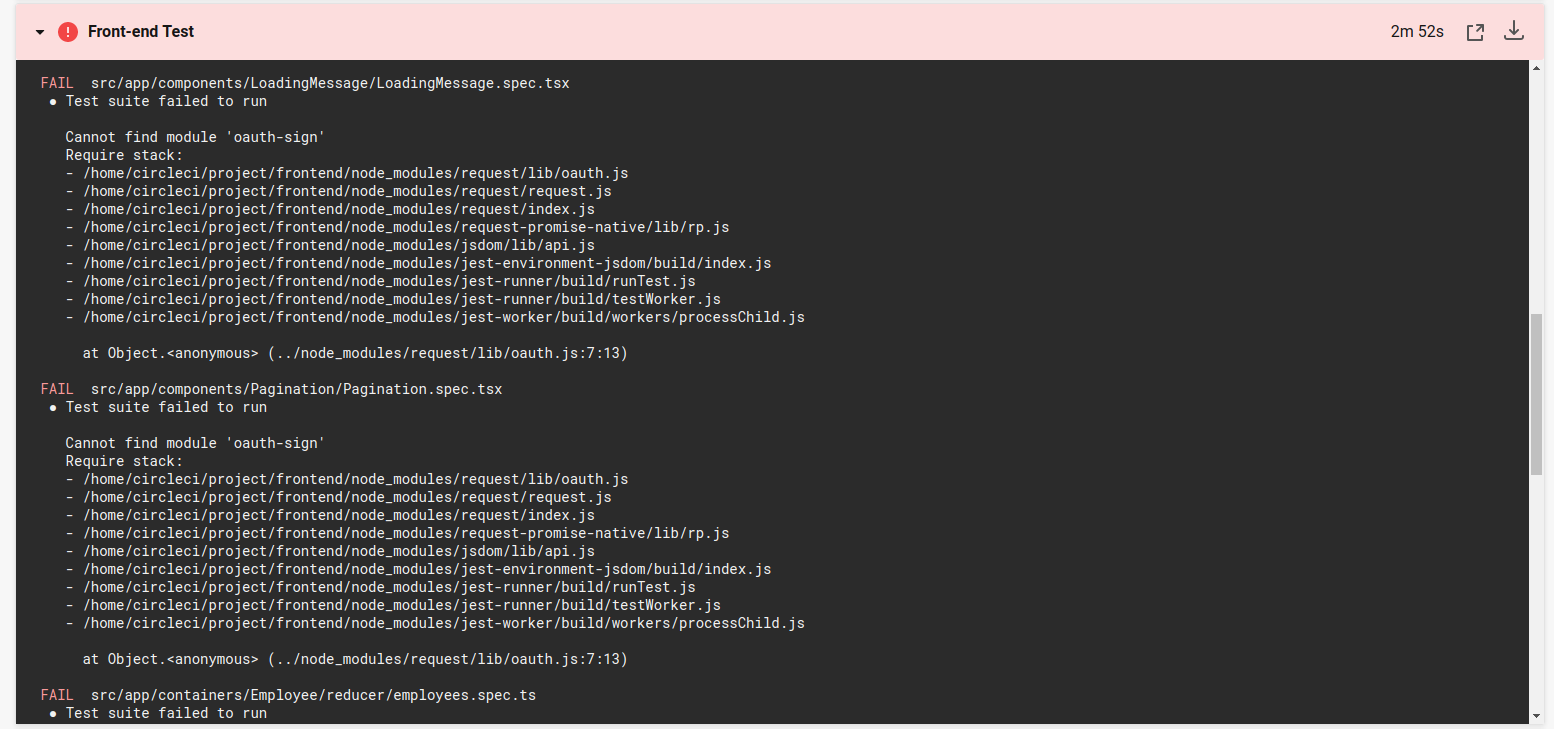 Front-end Test
2m 52s
FAIL src/app/components/LoadingMessage/LoadingMessage.spec.tsx
● Test suite failed to run
Cannot find module 'oauth-sign'
Require stack:
- /home/circleci/project/frontend/node_modules/request/lib/oauth.js
- /home/circleci/project/frontend/node_modules/request/request.js
- /home/circleci/project/frontend/node_modules/request/index.js
- /home/circleci/project/frontend/node_modules/request-promise-native/lib/rp.js
- /home/circleci/project/frontend/node_modules/jsdom/lib/api.js
- /home/circleci/project/frontend/node_modules/jest-environment-jsdom/build/index.js
- /home/circleci/project/frontend/node_modules/jest-runner/build/runTest.js
- /home/circleci/project/frontend/node_modules/jest-runner/build/testWorker.js
- /home/circleci/project/frontend/node_modules/jest-worker/build/workers/processChild.js
at Object.<anonymous> (../node_modules/request/lib/oauth.js:7:13)
FAIL src/app/components/Pagination/Pagination.spec.tsx
● Test suite failed to run
Cannot find module 'oauth-sign'
Require stack:
- /home/circleci/project/frontend/node_modules/request/lib/oauth.js
- /home/circleci/project/frontend/node_modules/request/request.js
- /home/circleci/project/frontend/node_modules/request/index.js
- /home/circleci/project/frontend/node_modules/request-promise-native/lib/rp.js
- /home/circleci/project/frontend/node_modules/jsdom/lib/api.js
- /home/circleci/project/frontend/node_modules/jest-environment-jsdom/build/index.js
- /home/circleci/project/frontend/node_modules/jest-runner/build/runTest.js
- /home/circleci/project/frontend/node_modules/jest-runner/build/testWorker.js
- /home/circleci/project/frontend/node_modules/jest-worker/build/workers/processChild.js
at Object.<anonymous> (../node_modules/request/lib/oauth.js:7:13)
FAIL src/app/containers/Employee/reducer/employees.spec.ts
● Test suite failed to run